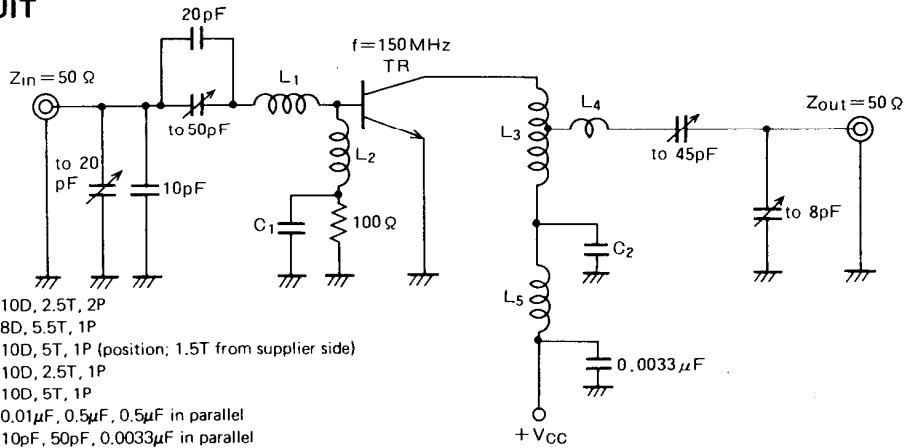 UIT
20pF
f=150MHz
TR
Zin=50Ω
L1
to 50pF
L2
to 20
pF
10pF
C1
100Ω
L3
L4
to 45pF
Zout=50Ω
to 8pF
C2
L5
0.0033μF
+VCC
10D, 2.5T, 2P
8D, 5.5T, 1P
10D, 5T, 1P (position; 1.5T from supplier side)
10D, 2.5T, 1P
10D, 5T, 1P
0.01μF, 0.5μF, 0.5μF in parallel
10pF, 50pF, 0.0033μF in parallel